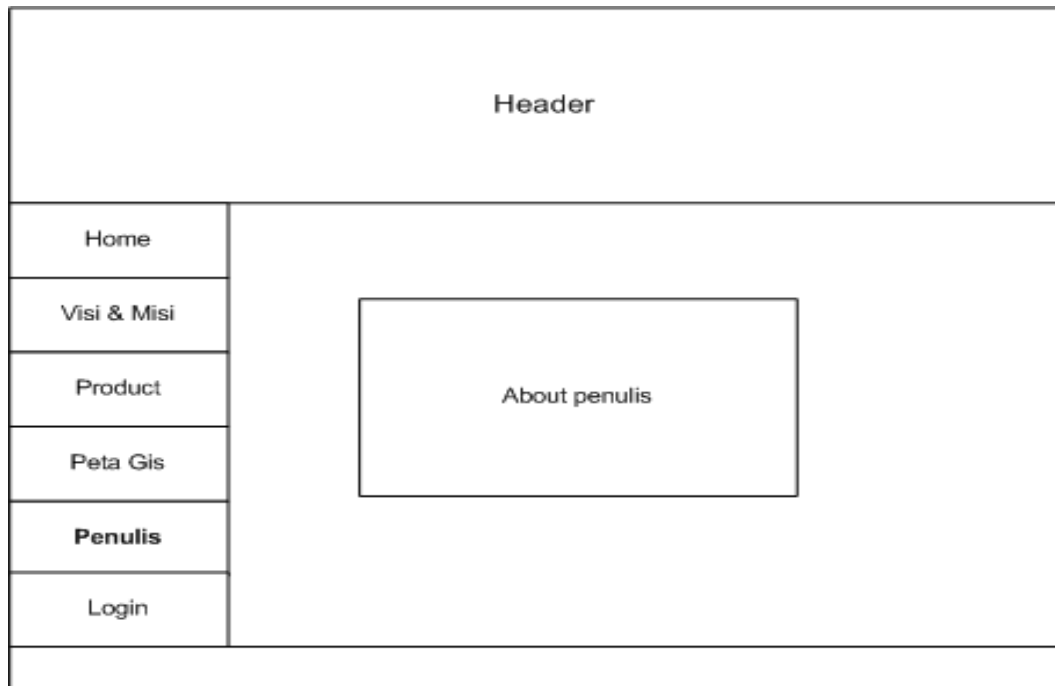 Header
Home
Visi & Misi
Product
Peta Gis
Penulis
Login
About penulis